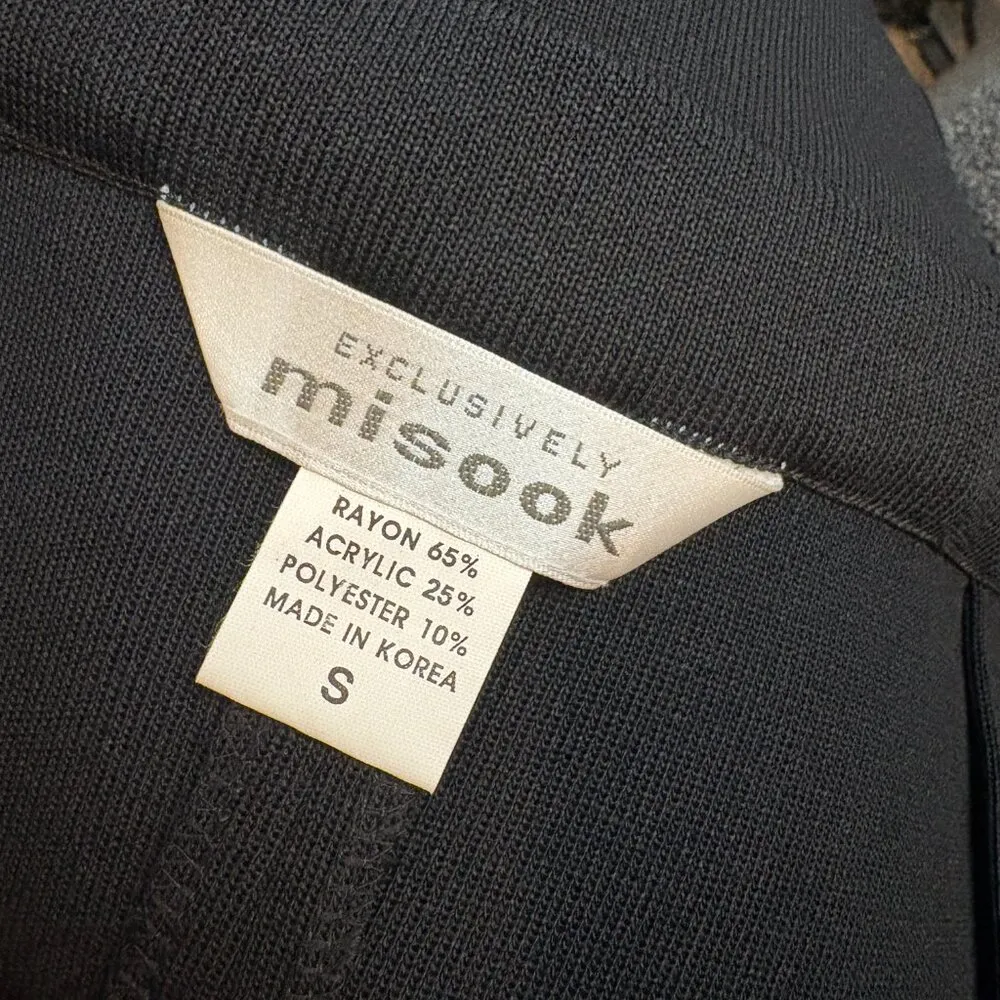 EXCLUSIVELY
misook
RAYON 65%
ACRYLIC 25%
POLYESTER 10%
MADE IN KOREA
S